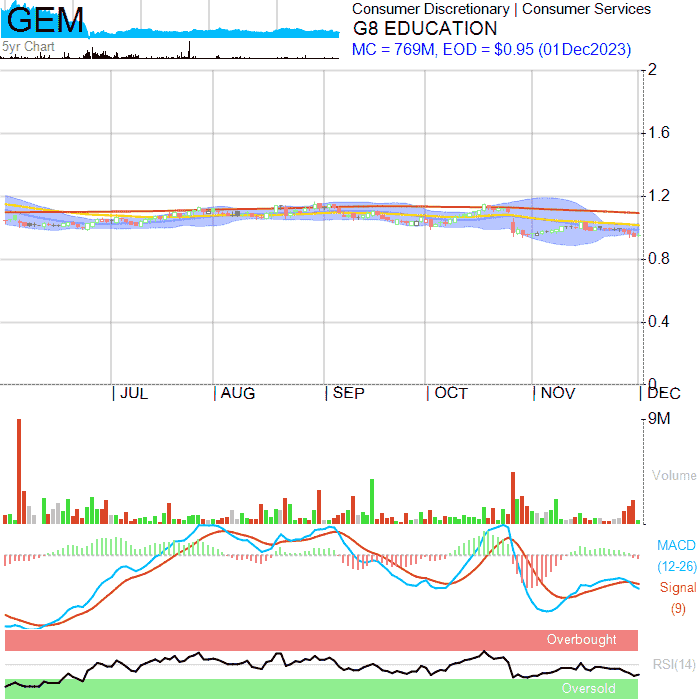 GEM
5yr Chart
Consumer Discretionary | Consumer Services
G8 EDUCATION
MC = 769M, EOD = $0.95 (01Dec2023)
2
1.6
1.2
0.8
0.4
0
JUL AUG SEP OCT NOV DEC
9M
Volume
MACD
(12-26)
Signal
(9)
Overbought
RSI(14)
Oversold